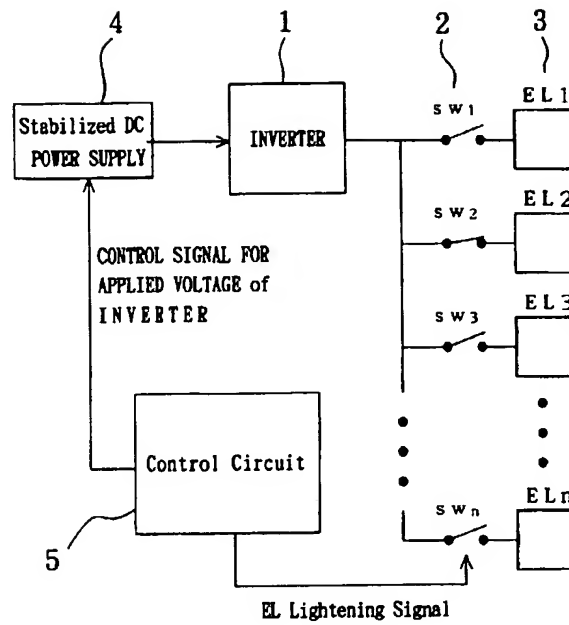 4
1
2
3
Stabilized DC
POWER SUPPLY
INVERTER
SW1
EL1
SW2
EL2
SW3
EL3
CONTROL SIGNAL FOR
APPLIED VOLTAGE of
INVERTER
Control Circuit
5
SWn
ELn
EL Lightening Signal